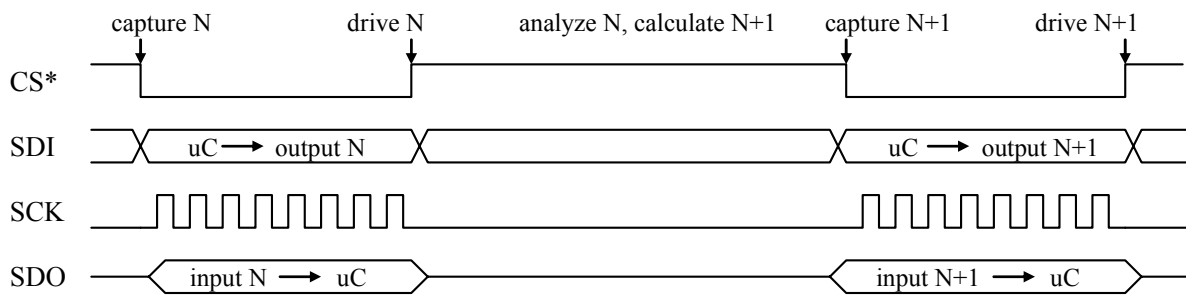 capture N drive N analyze N, calculate N+1 capture N+1 drive N+1
CS*
SDI uC → output N uC → output N+1
SCK
SDO input N → uC input N+1 → uC